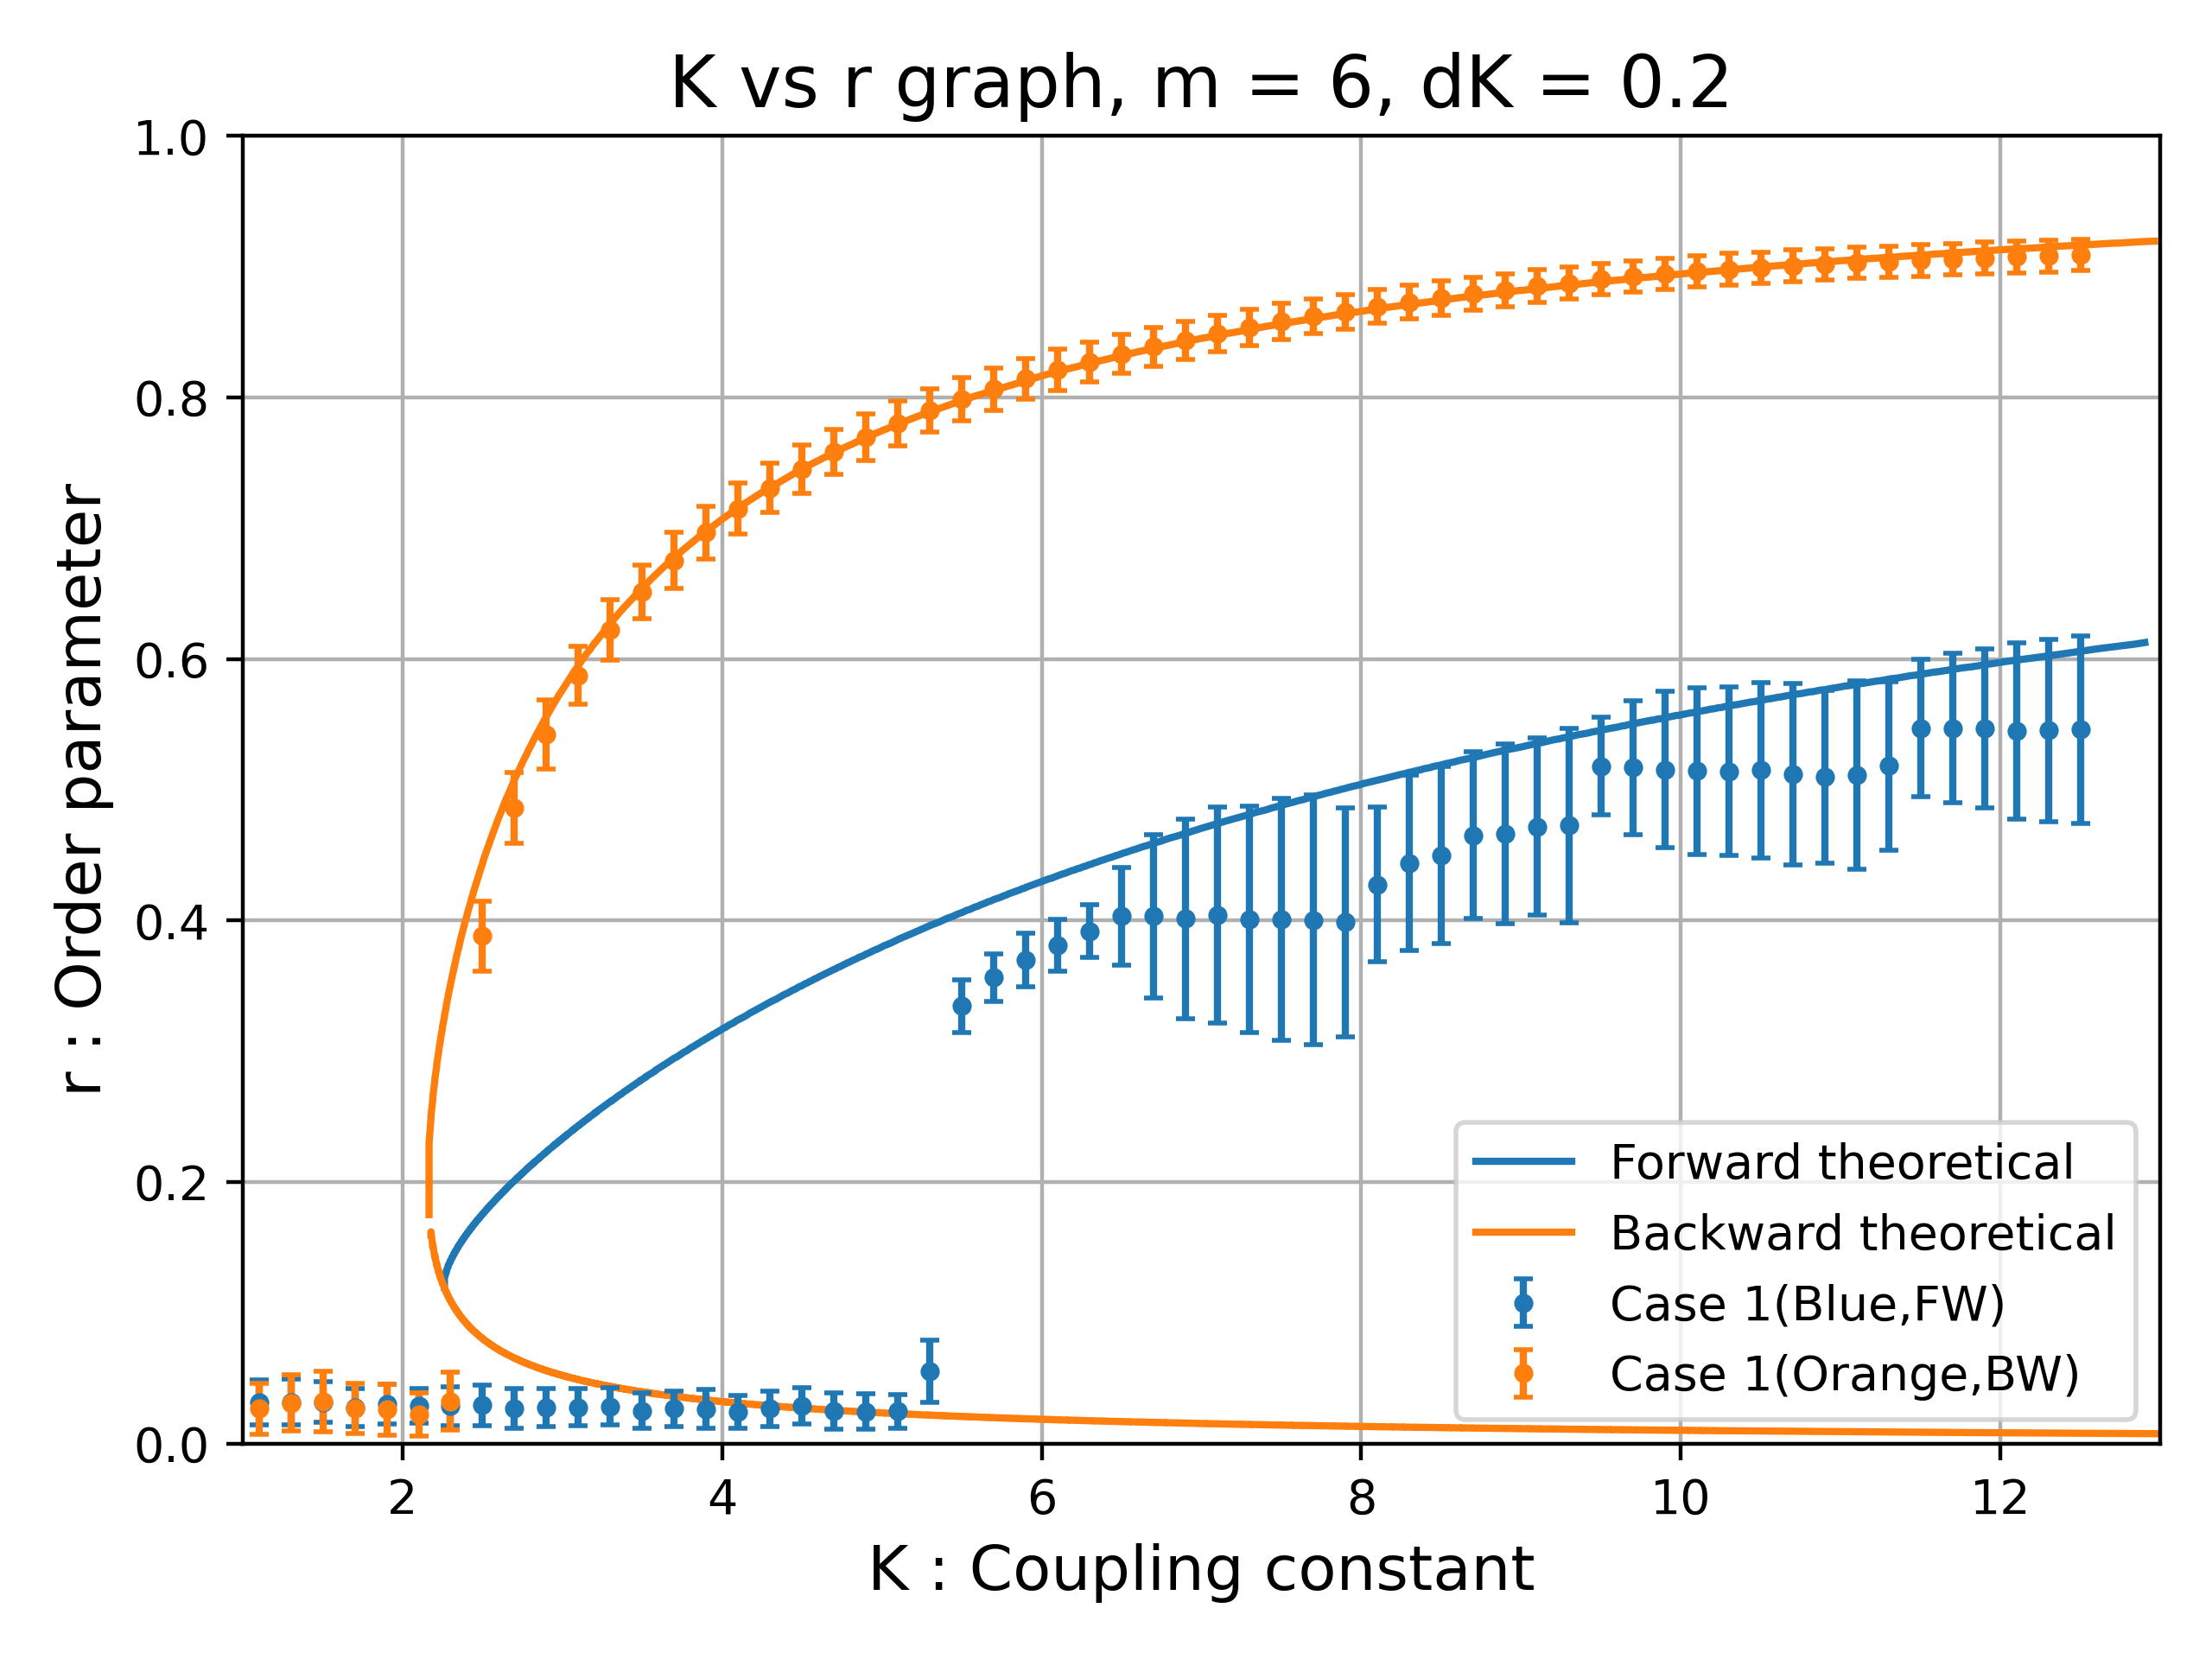 K vs r graph, m = 6, dK = 0.2
1.0
0.8
0.6
0.4
0.2
0.0
r : Order parameter
Forward theoretical
Backward theoretical
Case 1(Blue,FW)
Case 1(Orange,BW)
2 4 6 8 10 12
K : Coupling constant